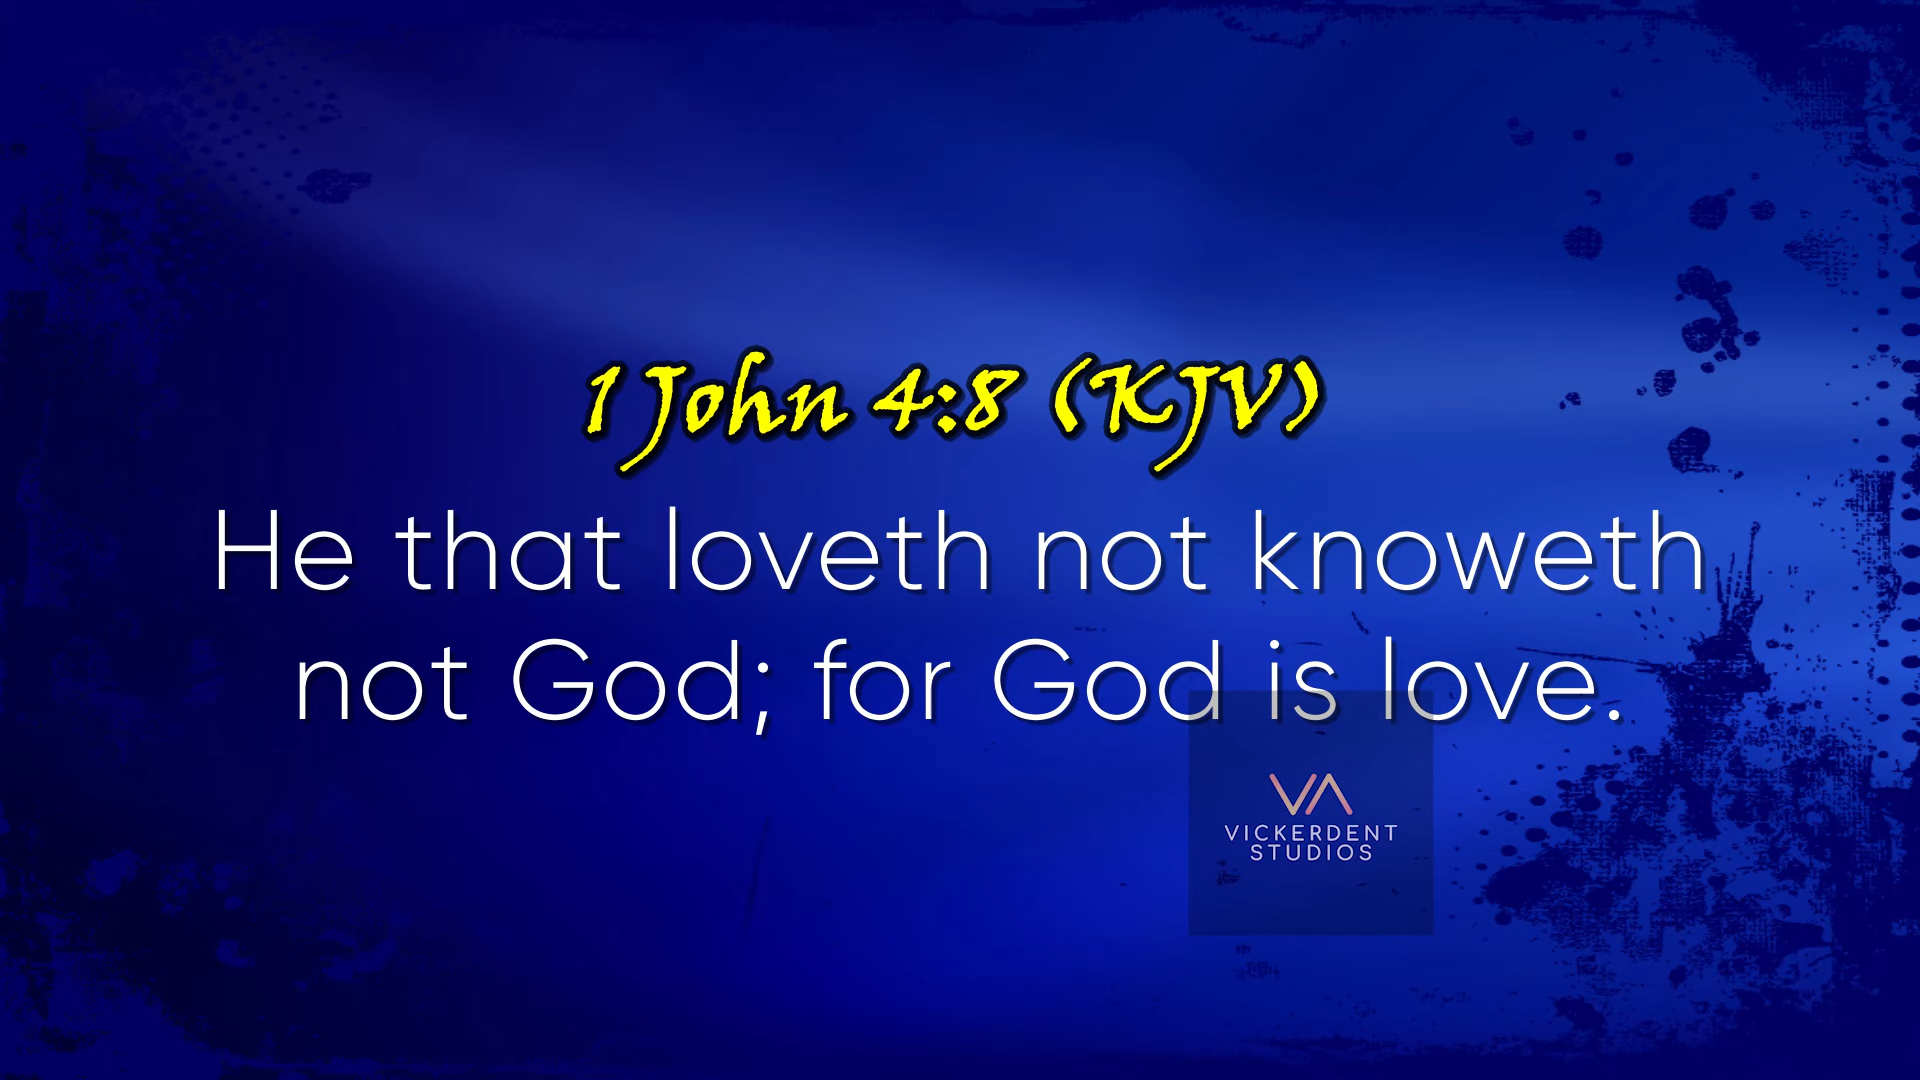 1 John 4:8 (KJV)
He that loveth not knoweth
not God; for God is love.
VICKERDENT
STUDIOS